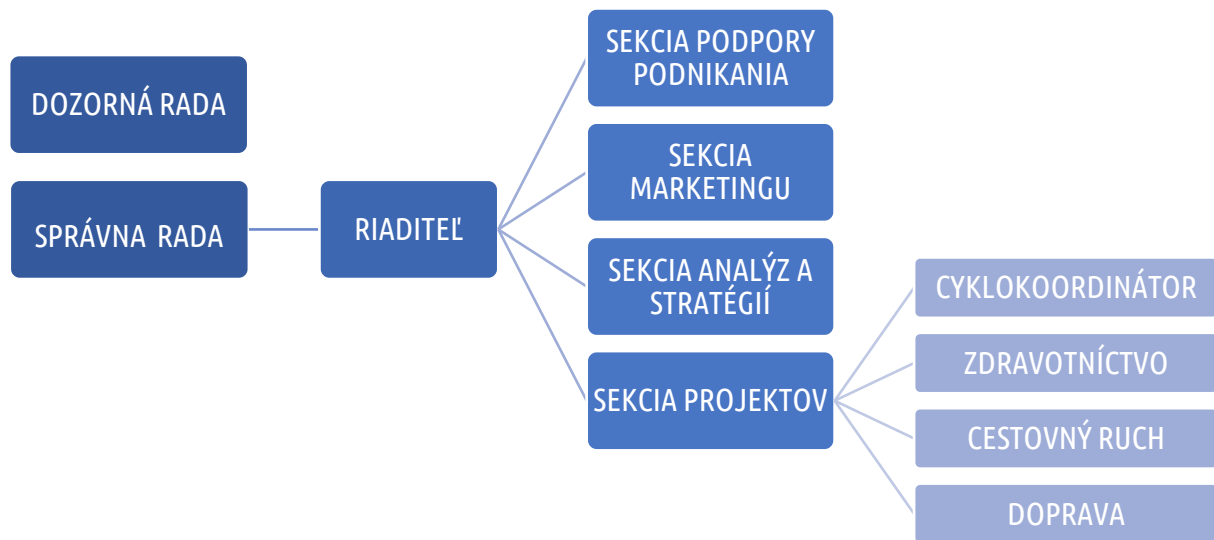 DOZORNÁ RADA
SPRÁVNA RADA
RIADITEĽ
SEKCIA PODPORY
PODNIKANIA
SEKCIA
MARKETINGU
SEKCIA ANALÝZ A
STRATÉGIÍ
SEKCIA PROJEKTOV
CYKLOKOORDINÁTOR
ZDRAVOTNÍCTVO
CESTOVNÝ RUCH
DOPRAVA